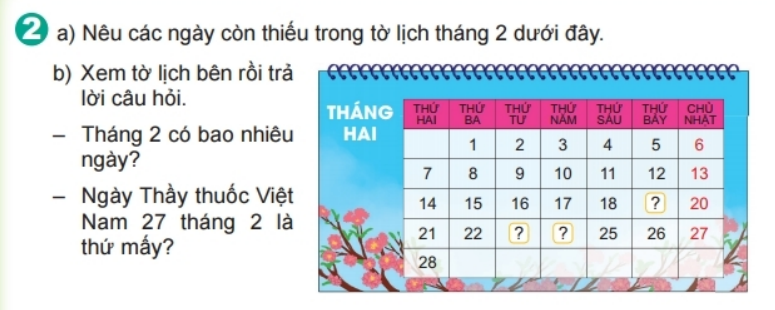 2 a) Nêu các ngày còn thiếu trong tờ lịch tháng 2 dưới đây.
b) Xem tờ lịch bên rồi trả
lời câu hỏi.
– Tháng 2 có bao nhiêu
ngày?
– Ngày Thầy thuốc Việt
Nam 27 tháng 2 là
thứ mấy?
THÁNG
HAI
THỨ HAI THỨ BA THỨ TƯ THỨ NĂM THỨ SÁU THỨ BẢY CHỦ NHẬT
1 2 3 4 5 6
7 8 9 10 11 12 13
14 15 16 17 18 ? 20
21 22 ? ? 25 26 27
28